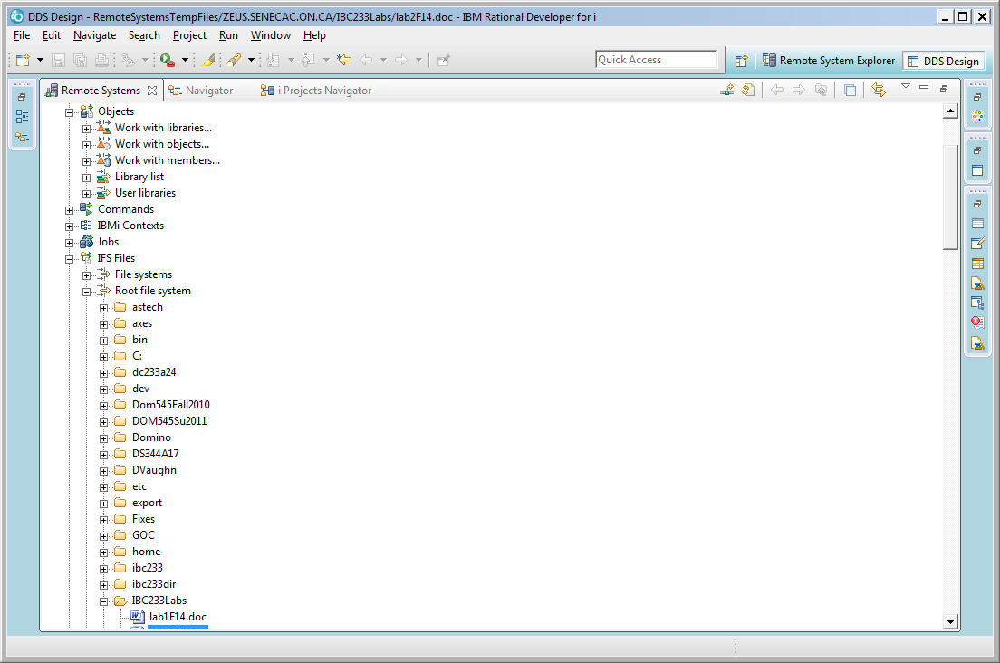 DDS Design - RemoteSystemsTempFiles/ZEUS.SENECAC.ON.CA/IBC233Labs/lab2F14.doc - IBM Rational Developer for i
File Edit Navigate Search Project Run Window Help
Quick Access Remote System Explorer DDS Design
Remote Systems Navigator i Projects Navigator
Objects
Work with libraries...
Work with objects...
Work with members...
Library list
User libraries
Commands
IBMi Contexts
Jobs
IFS Files
File systems
Root file system
astech
axes
bin
C:
dc233a24
dev
Dom545Fall2010
DOM545Su2011
Domino
DS344A17
DVaughn
etc
export
Fixes
GOC
home
ibc233
ibc233dir
IBC233Labs
lab1F14.doc